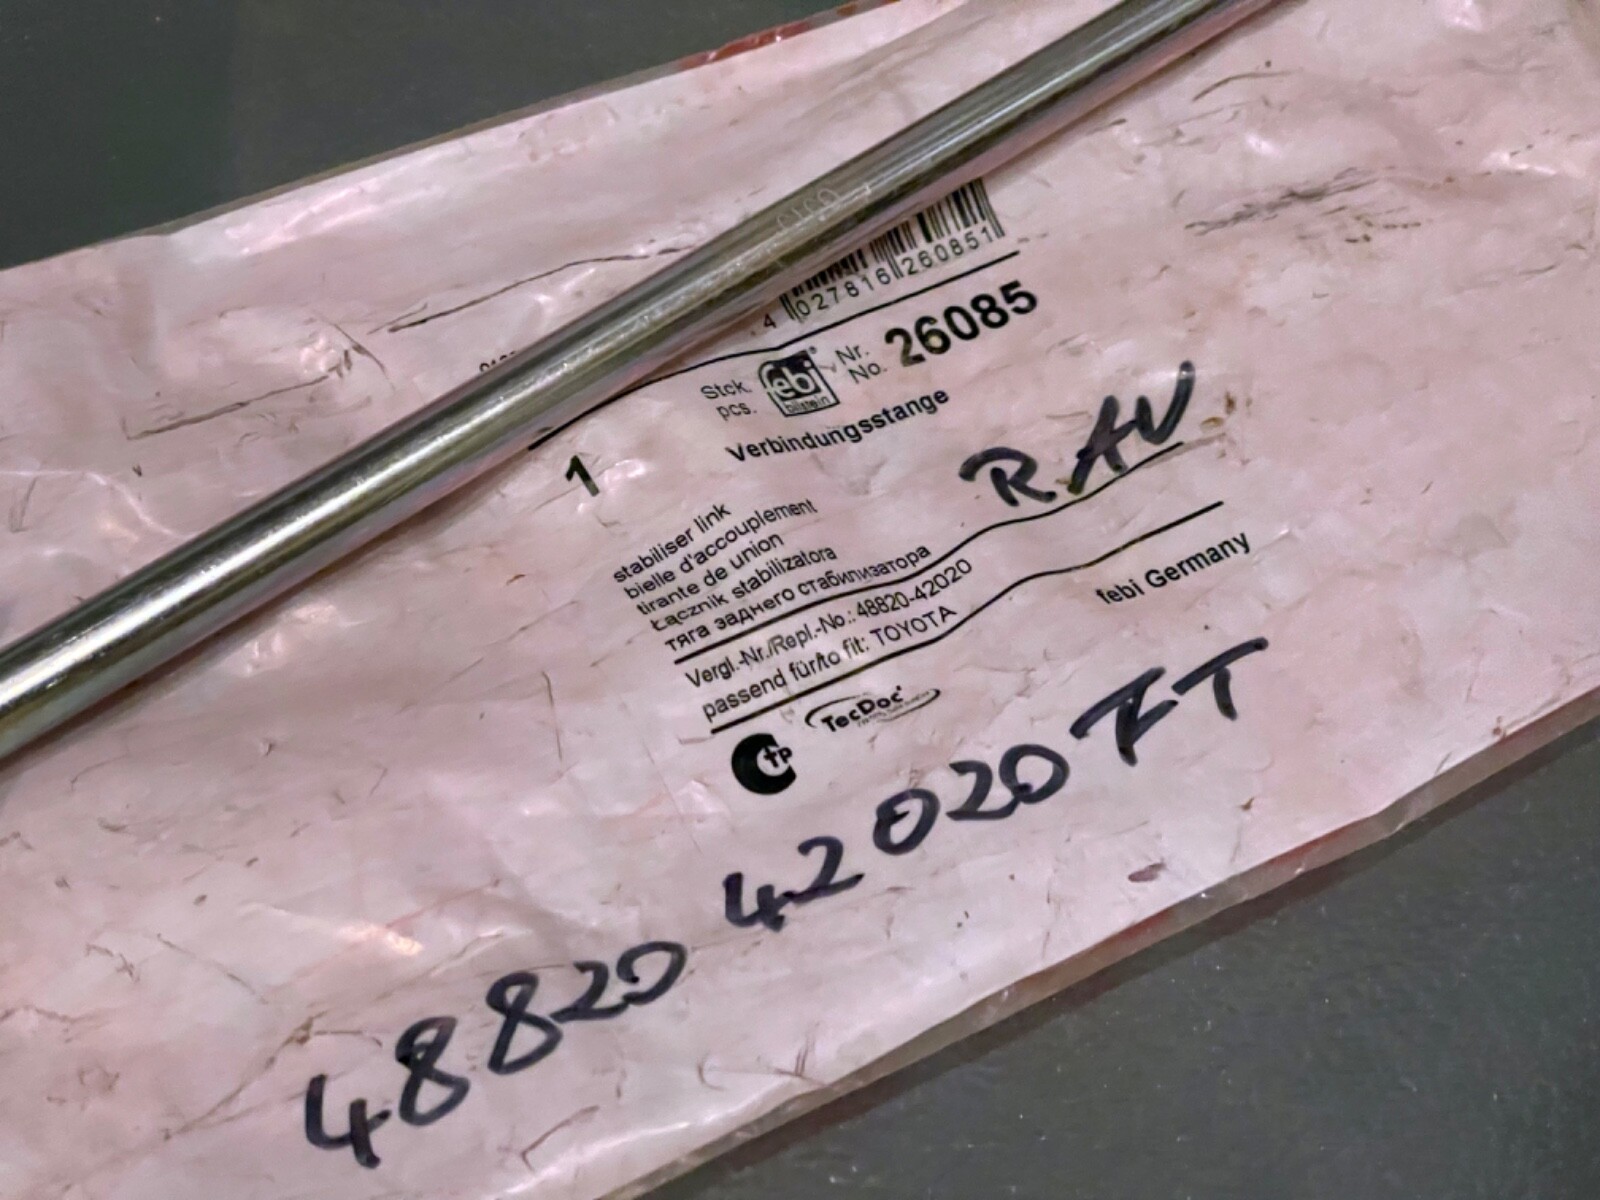 4 027816 260851
Stck.
pcs.
febi
bilstein
Nr.
No.
26085
1
Verbindungsstange
RAV
stabiliser link
bielle d'accouplement
tirante de union
Łącznik stabilizatora
тяга заднего стабилизатора
Vergl.-Nr./Repl.-No.: 48820-42020
passend für/to fit: TOYOTA
febi Germany
TecDoc
48820 42020 ZT